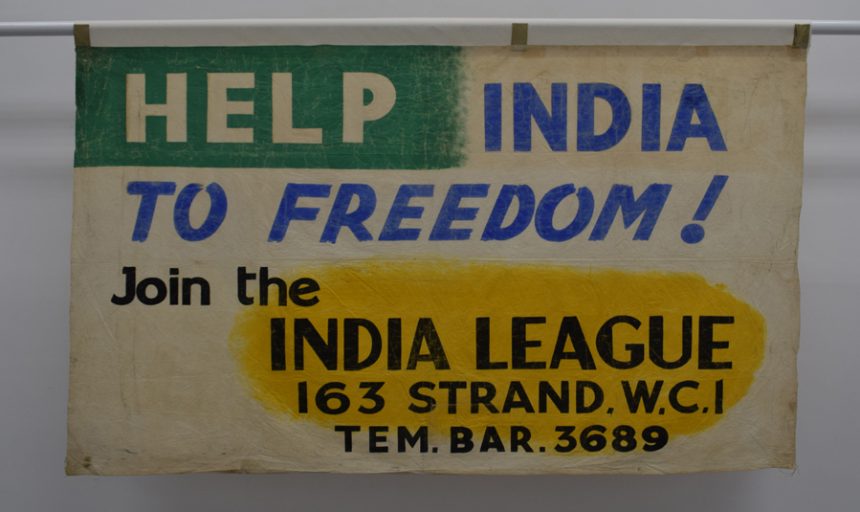 HELP INDIA
TO FREEDOM!
Join the
INDIA LEAGUE
163 STRAND. W.C.1
TEM. BAR. 3689